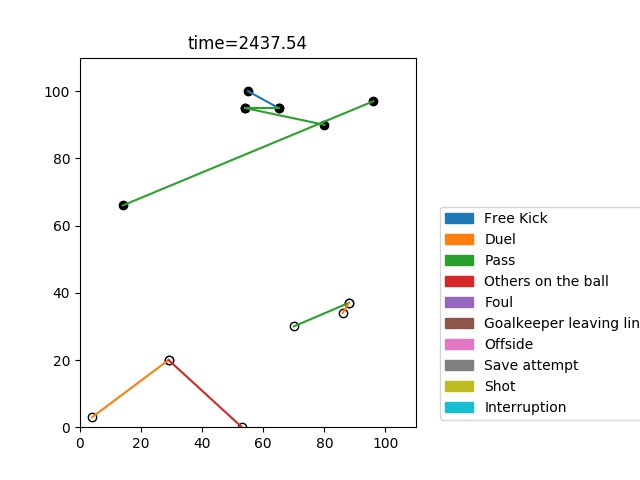 time=2437.54
100
80
60
40
20
0
0 20 40 60 80 100
Free Kick
Duel
Pass
Others on the ball
Foul
Goalkeeper leaving lin
Offside
Save attempt
Shot
Interruption